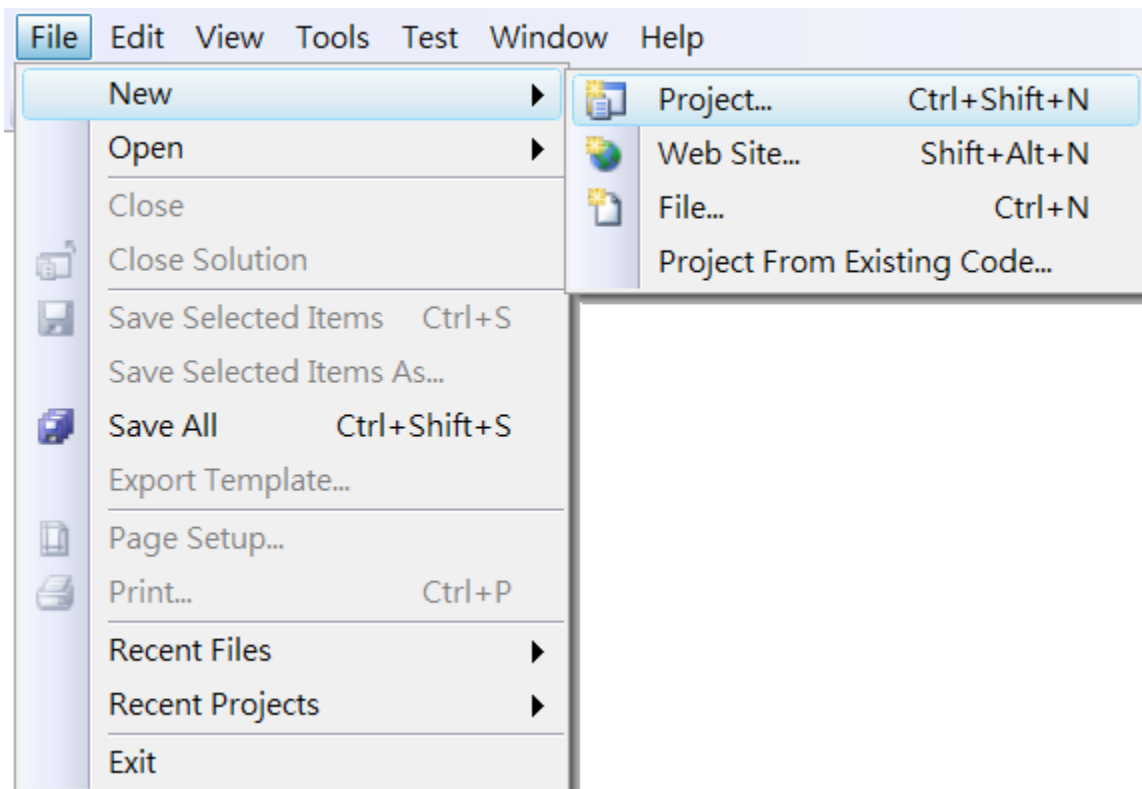 File Edit View Tools Test Window Help
New
Open
Close
Close Solution
Save Selected Items Ctrl+S
Save Selected Items As...
Save All Ctrl+Shift+S
Export Template...
Page Setup...
Print... Ctrl+P
Recent Files
Recent Projects
Exit
Project... Ctrl+Shift+N
Web Site... Shift+Alt+N
File... Ctrl+N
Project From Existing Code...